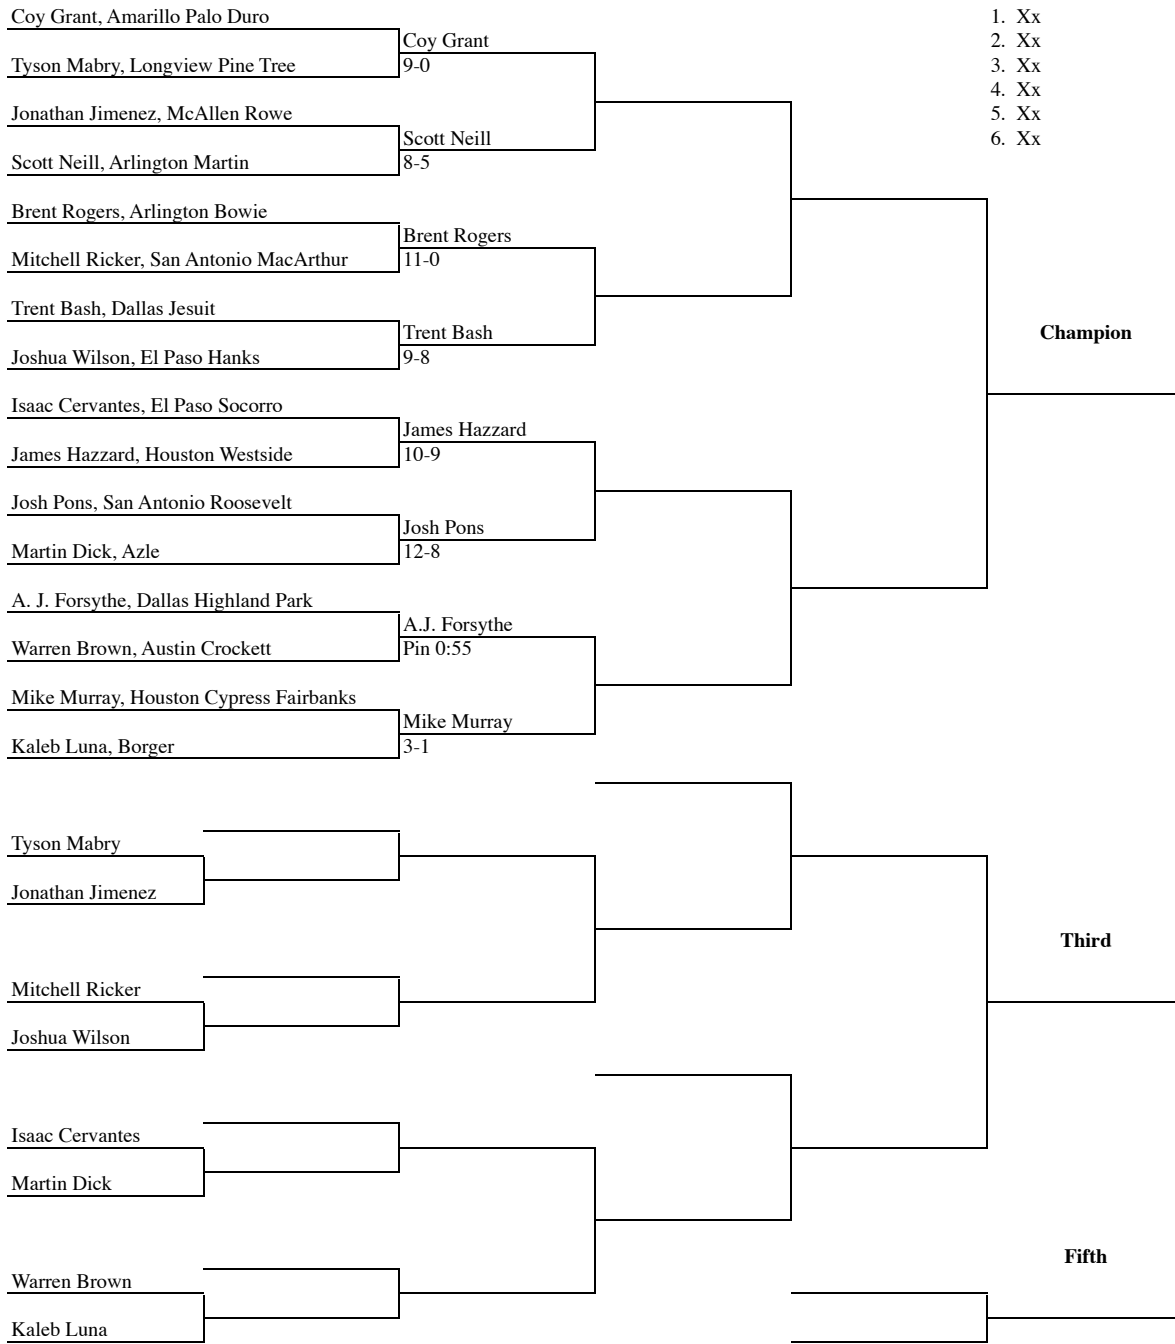 Coy Grant, Amarillo Palo Duro
1. Xx
Coy Grant
2. Xx
Tyson Mabry, Longview Pine Tree
9-0
3. Xx
4. Xx
Jonathan Jimenez, McAllen Rowe
5. Xx
Scott Neill
6. Xx
Scott Neill, Arlington Martin
8-5
Brent Rogers, Arlington Bowie
Brent Rogers
Mitchell Ricker, San Antonio MacArthur
11-0
Trent Bash, Dallas Jesuit
Trent Bash
Champion
Joshua Wilson, El Paso Hanks
9-8
Isaac Cervantes, El Paso Socorro
James Hazzard
James Hazzard, Houston Westside
10-9
Josh Pons, San Antonio Roosevelt
Josh Pons
Martin Dick, Azle
12-8
A. J. Forsythe, Dallas Highland Park
A.J. Forsythe
Warren Brown, Austin Crockett
Pin 0:55
Mike Murray, Houston Cypress Fairbanks
Mike Murray
Kaleb Luna, Borger
3-1
Tyson Mabry
Jonathan Jimenez
Third
Mitchell Ricker
Joshua Wilson
Isaac Cervantes
Martin Dick
Fifth
Warren Brown
Kaleb Luna